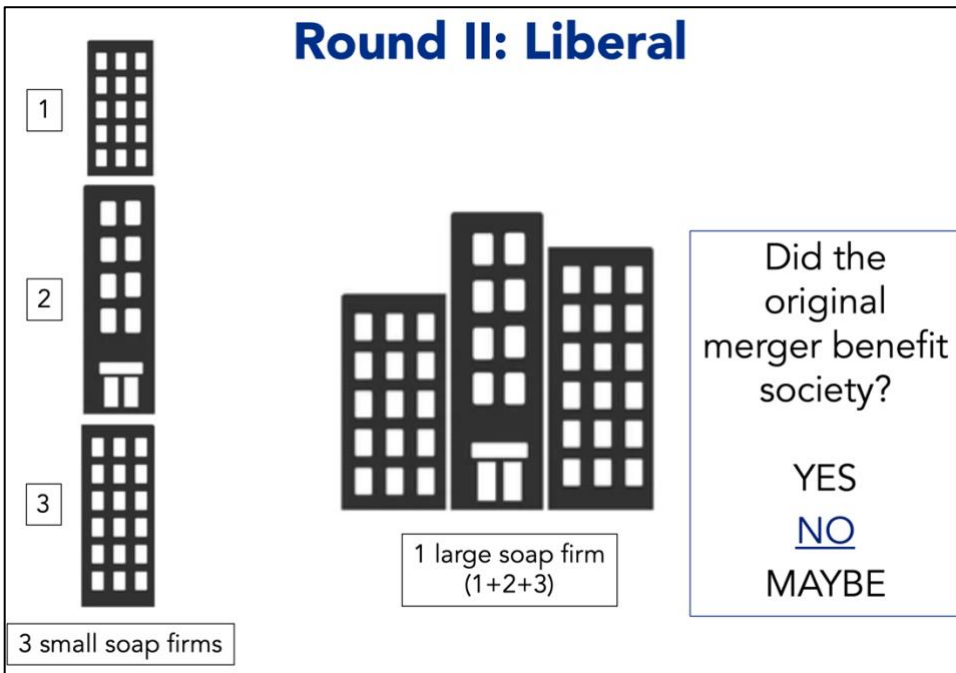 Round II: Liberal
1
2
3
3 small soap firms
1 large soap firm
(1+2+3)
Did the
original
merger benefit
society?
YES
NO
MAYBE